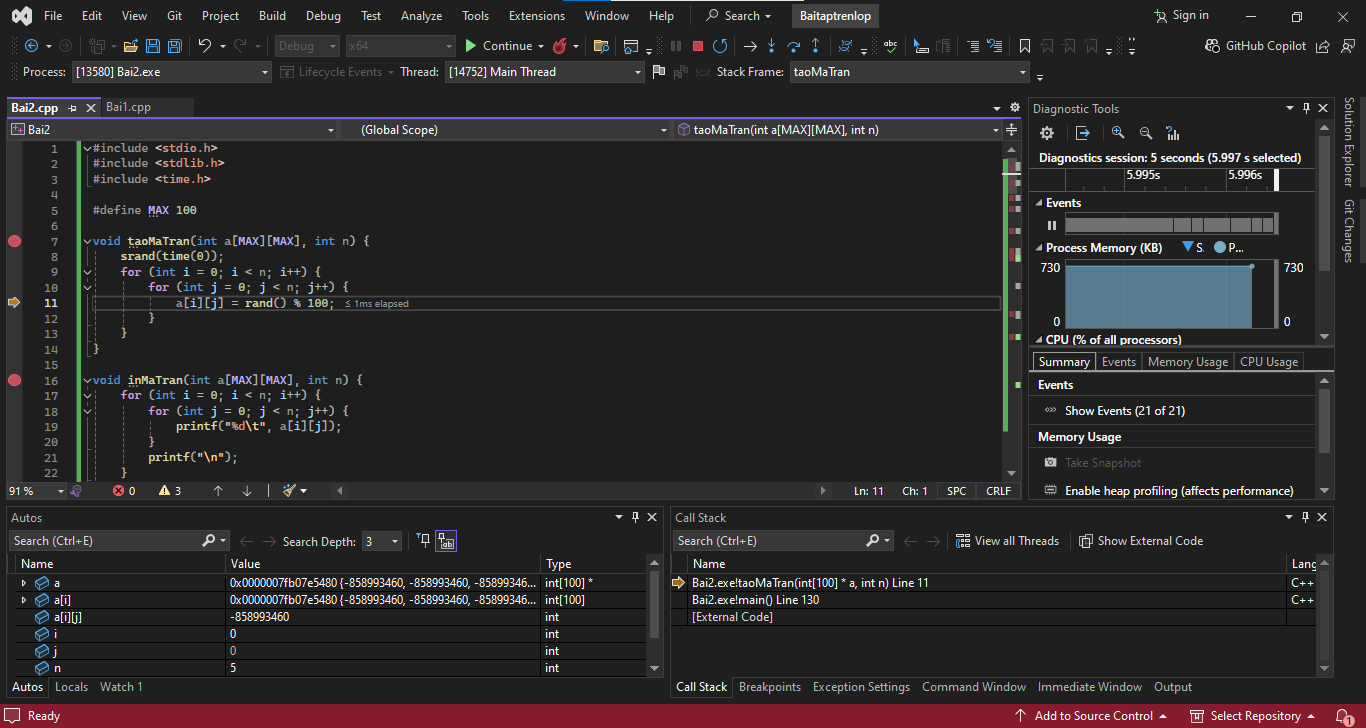 File Edit View Git Project Build Debug Test Analyze Tools Extensions Window Help Search Baitaptrenlop Sign in
Debug x64 Continue GitHub Copilot
Process: [13580] Bai2.exe Lifecycle Events Thread: [14752] Main Thread Stack Frame: taoMaTran
Bai2.cpp Bai1.cpp
Bai2 (Global Scope) taoMaTran(int a[MAX][MAX], int n)
1 #include <stdio.h>
2 #include <stdlib.h>
3 #include <time.h>
4
5 #define MAX 100
6
7 void taoMaTran(int a[MAX][MAX], int n) {
8 srand(time(0));
9 for (int i = 0; i < n; i++) {
10 for (int j = 0; j < n; j++) {
11 a[i][j] = rand() % 100; ≤ 1ms elapsed
12 }
13 }
14 }
15
16 void inMaTran(int a[MAX][MAX], int n) {
17 for (int i = 0; i < n; i++) {
18 for (int j = 0; j < n; j++) {
19 printf("%d\t", a[i][j]);
20 }
21 printf("\n");
22 }
91 % 0 3 Ln: 11 Ch: 1 SPC CRLF
Diagnostic Tools
Diagnostics session: 5 seconds (5.997 s selected)
5.995s 5.996s
Events
Process Memory (KB) S. P...
730 730
0 0
CPU (% of all processors)
Summary Events Memory Usage CPU Usage
Events
Show Events (21 of 21)
Memory Usage
Take Snapshot
Enable heap profiling (affects performance)
Solution Explorer
Git Changes
Autos
Search (Ctrl+E) Search Depth: 3
Name Value Type
a 0x0000007fb07e5480 {-858993460, -858993460, -858993460... int[100] *
a[i] 0x0000007fb07e5480 {-858993460, -858993460, -858993460... int[100]
a[i][j] -858993460 int
i 0 int
j 0 int
n 5 int
Autos Locals Watch 1
Call Stack
Search (Ctrl+E) View all Threads Show External Code
Name Lang
Bai2.exe!taoMaTran(int[100] * a, int n) Line 11 C++
Bai2.exe!main() Line 130 C++
[External Code]
Call Stack Breakpoints Exception Settings Command Window Immediate Window Output
Ready Add to Source Control Select Repository 1